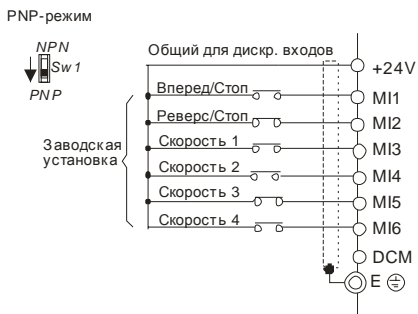 PNP-режим
NPN
Sw1
PNP
Общий для дискр. входов
+24V
Вперед/Стоп
MI1
Реверс/Стоп
MI2
Заводская
установка
Скорость 1
MI3
Скорость 2
MI4
Скорость 3
MI5
Скорость 4
MI6
DCM
E